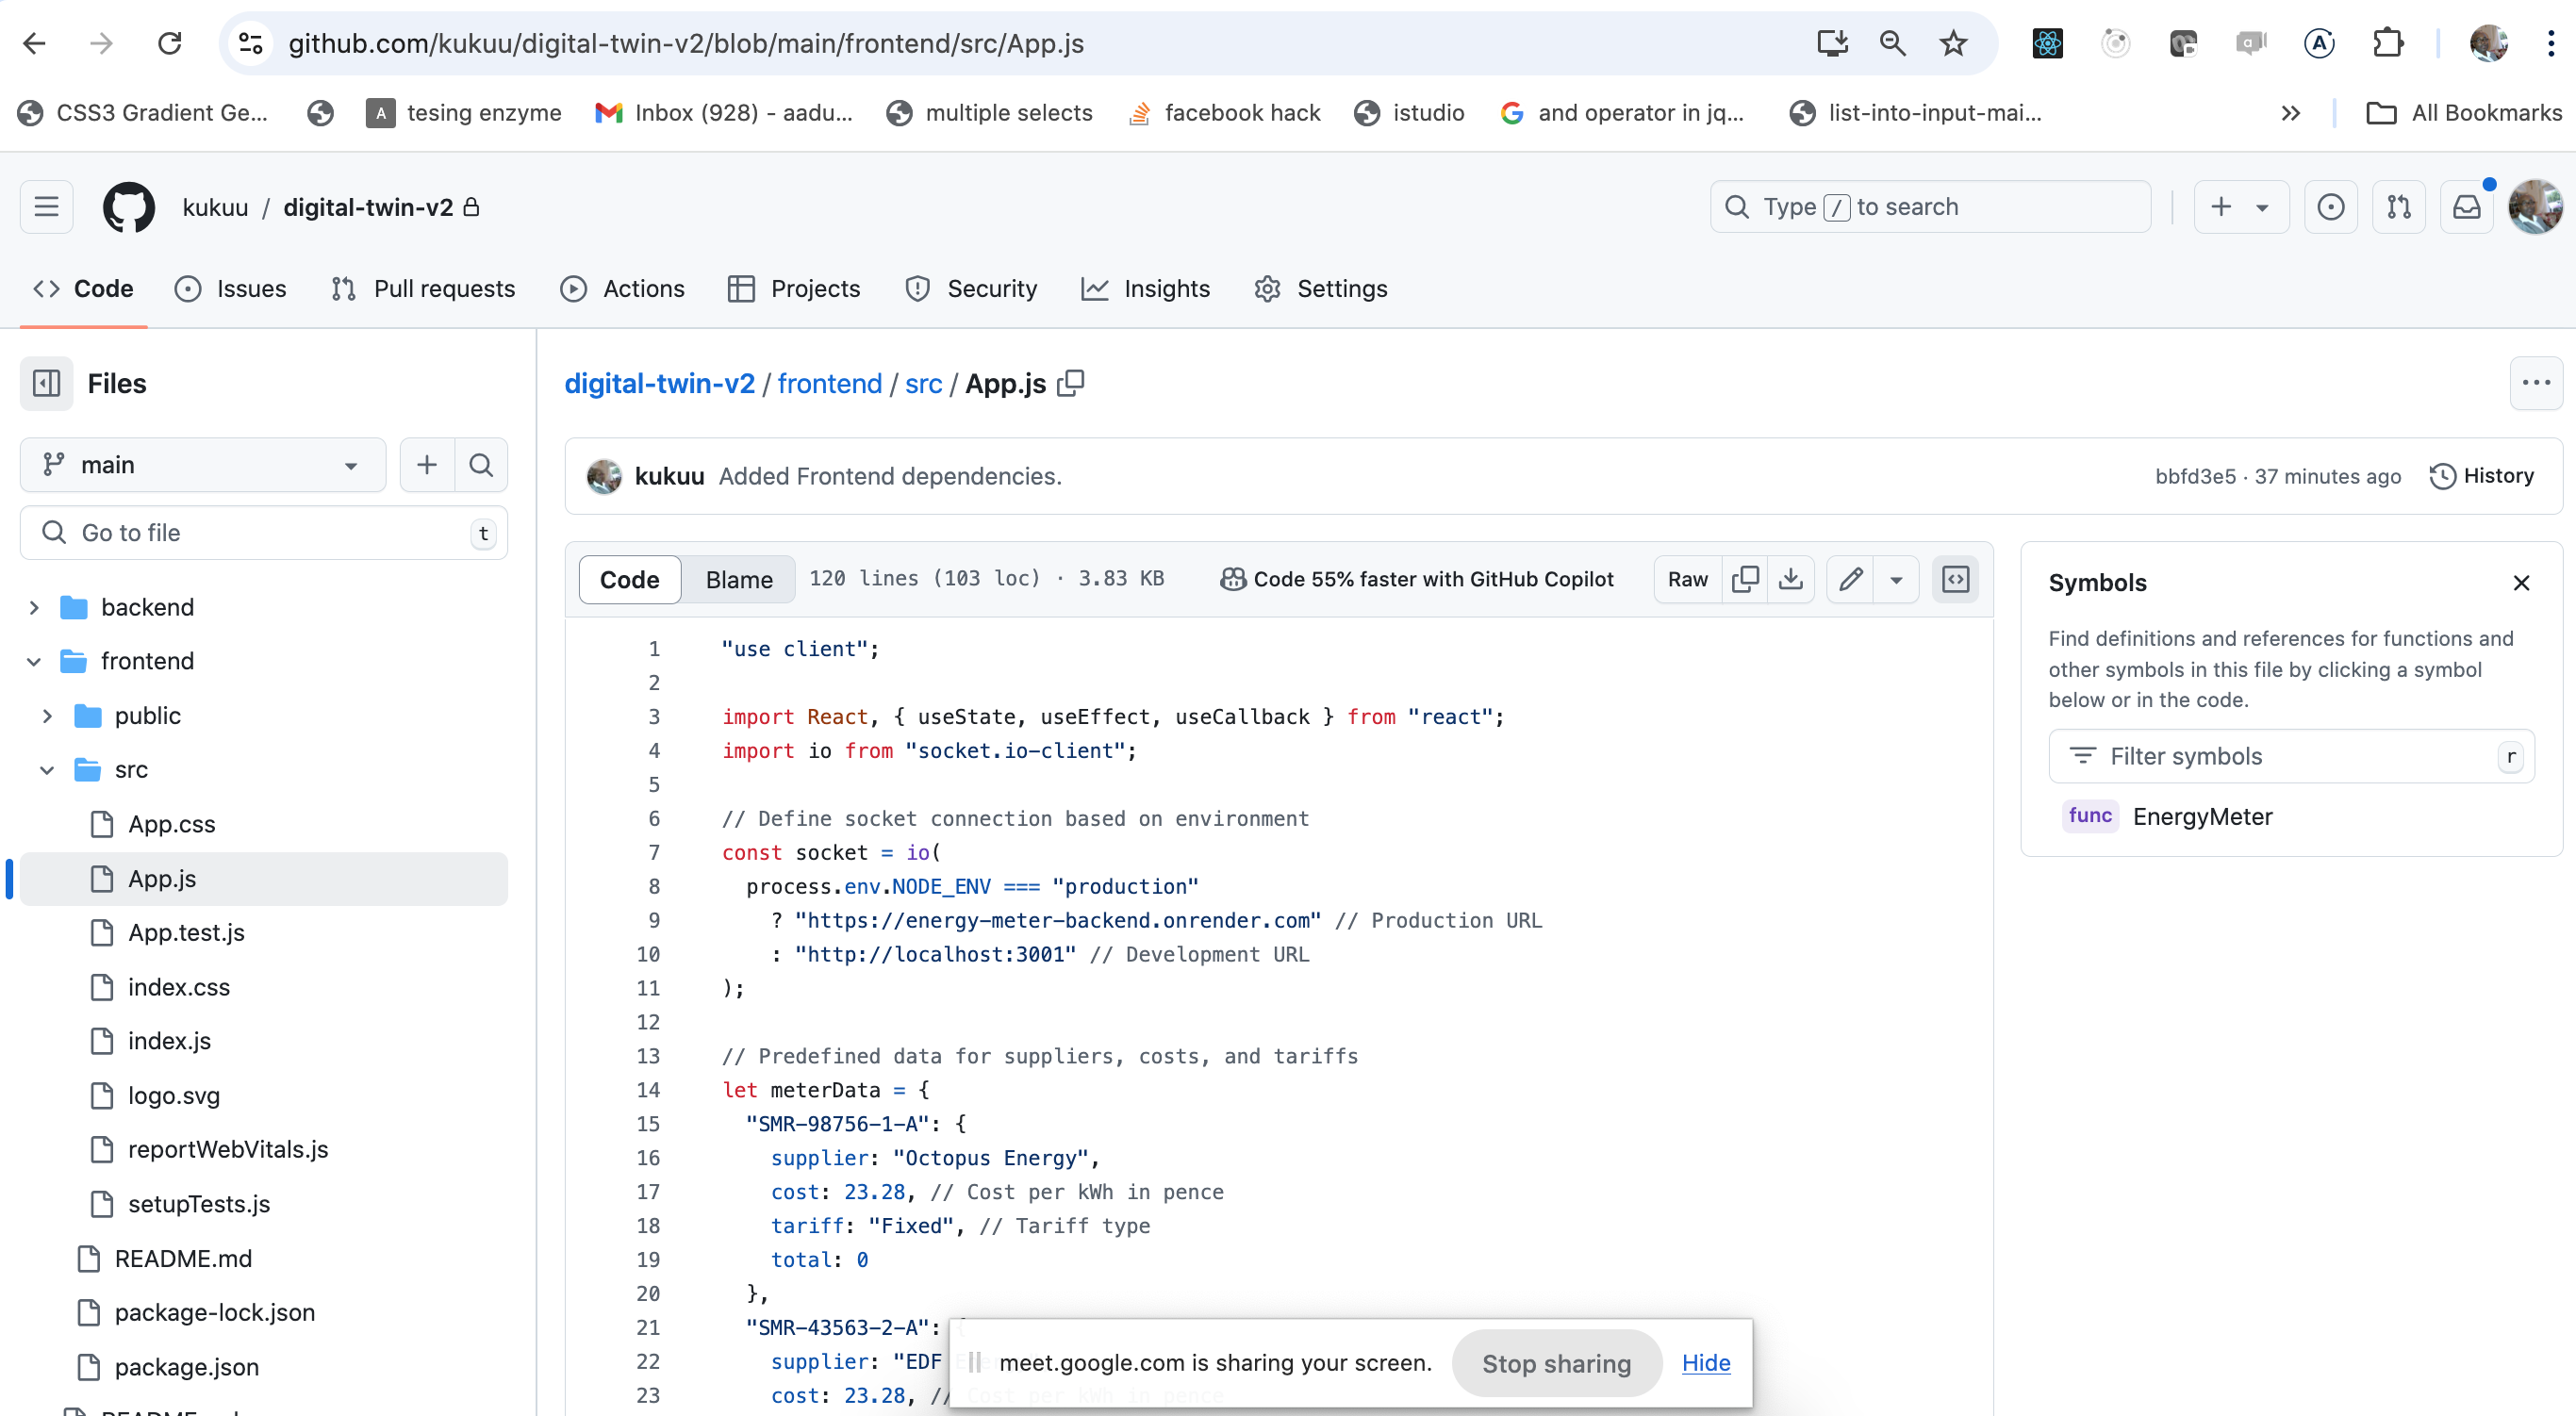 github.com/kukuu/digital-twin-v2/blob/main/frontend/src/App.js
CSS3 Gradient Ge...
A tesing enzyme
Inbox (928) - aadu...
multiple selects
facebook hack
istudio
and operator in jq...
list-into-input-mai...
All Bookmarks
kukuu / digital-twin-v2
Type / to search
Code
Issues
Pull requests
Actions
Projects
Security
Insights
Settings
Files
main
Go to file t
backend
frontend
public
src
App.css
App.js
App.test.js
index.css
index.js
logo.svg
reportWebVitals.js
setupTests.js
README.md
package-lock.json
package.json
digital-twin-v2 / frontend / src / App.js
kukuu Added Frontend dependencies.
bbfd3e5 · 37 minutes ago
History
Code Blame 120 lines (103 loc) · 3.83 KB
Code 55% faster with GitHub Copilot
Raw
1 "use client";
2
3 import React, { useState, useEffect, useCallback } from "react";
4 import io from "socket.io-client";
5
6 // Define socket connection based on environment
7 const socket = io(
8 process.env.NODE_ENV === "production"
9 ? "https://energy-meter-backend.onrender.com" // Production URL
10 : "http://localhost:3001" // Development URL
11 );
12
13 // Predefined data for suppliers, costs, and tariffs
14 let meterData = {
15 "SMR-98756-1-A": {
16 supplier: "Octopus Energy",
17 cost: 23.28, // Cost per kWh in pence
18 tariff: "Fixed", // Tariff type
19 total: 0
20 },
21 "SMR-43563-2-A": {
22 supplier: "EDF
23 cost: 23.28, // Cost per kWh in pence
meet.google.com is sharing your screen.
Stop sharing
Hide
Symbols
Find definitions and references for functions and
other symbols in this file by clicking a symbol
below or in the code.
Filter symbols r
func EnergyMeter